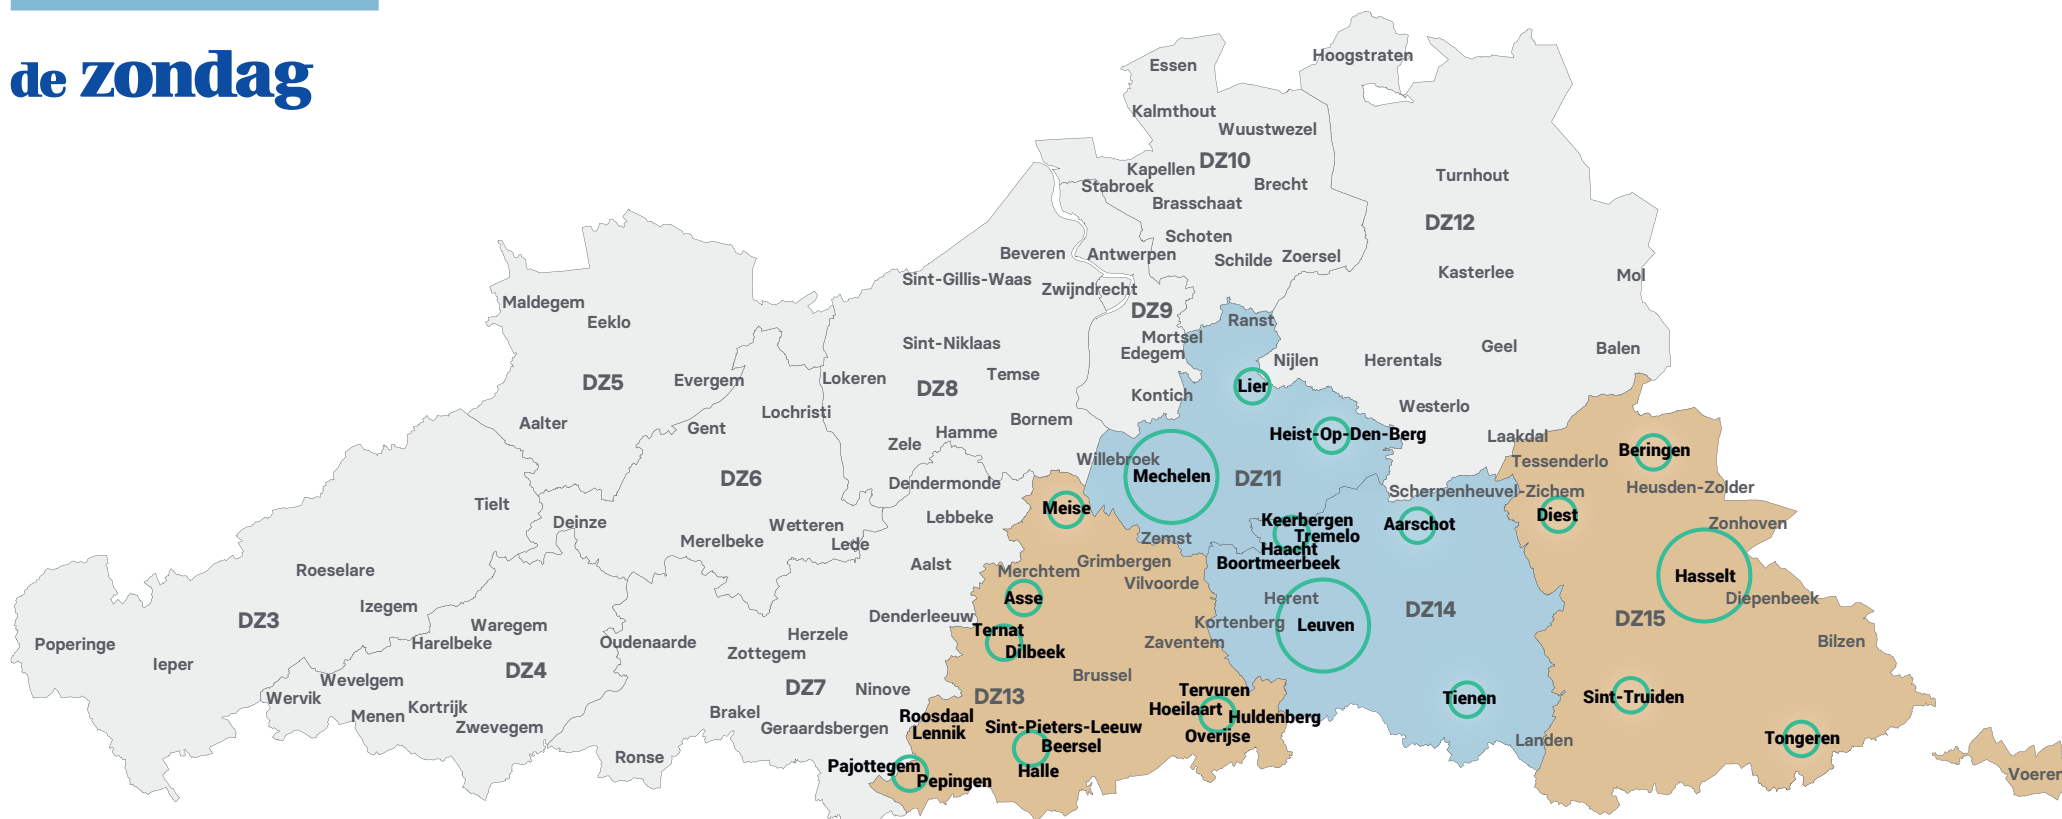 de zondag
Hoogstraten
Essen
Kalmthout
Wuustwezel
DZ10
Kapellen
Stabroek
Brecht
Brasschaat
Turnhout
DZ12
Schoten
Antwerpen
Schilde
Zoersel
Beveren
Kasterlee
Mol
Sint-Gillis-Waas
Zwijndrecht
Maldegem
DZ9
Eeklo
Ranst
Mortsel
Sint-Niklaas
Edegem
Nijlen
Herentals
Geel
Balen
DZ5
Evergem
Lokeren
DZ8
Temse
Lier
Kontich
Westerlo
Lochristi
Aalter
Gent
Bornem
Hamme
Zele
Heist-Op-Den-Berg
Laakdal
Beringen
Willebroek
Tessenderlo
DZ6
Mechelen
DZ11
Dendermonde
Scherpenheuvel-Zichem
Heusden-Zolder
Tielt
Meise
Diest
Deinze
Lebbeke
Wetteren
Keerbergen
Aarschot
Zonhoven
Merelbeke
Lede
Zemst
Tremelo
Haacht
Boortmeerbeek
Aalst
Grimbergen
Merchtem
Vilvoorde
Roeselare
Hasselt
Asse
Herent
Diepenbeek
Izegem
DZ3
DZ14
DZ15
Denderleeuw
Kortenberg
Leuven
Waregem
Ternat
Herzele
Poperinge
Harelbeke
Oudenaarde
Zottegem
Dilbeek
Zaventem
Bilzen
Ieper
DZ4
Wevelgem
Brussel
DZ7
Ninove
DZ13
Tervuren
Wervik
Tienen
Sint-Truiden
Kortrijk
Menen
Brakel
Hoeilaart
Huldenberg
Roosdaal
Lennik
Zwevegem
Geraardsbergen
Sint-Pieters-Leeuw
Overijse
Beersel
Landen
Tongeren
Ronse
Pajottegem
Halle
Pepingen
Voeren